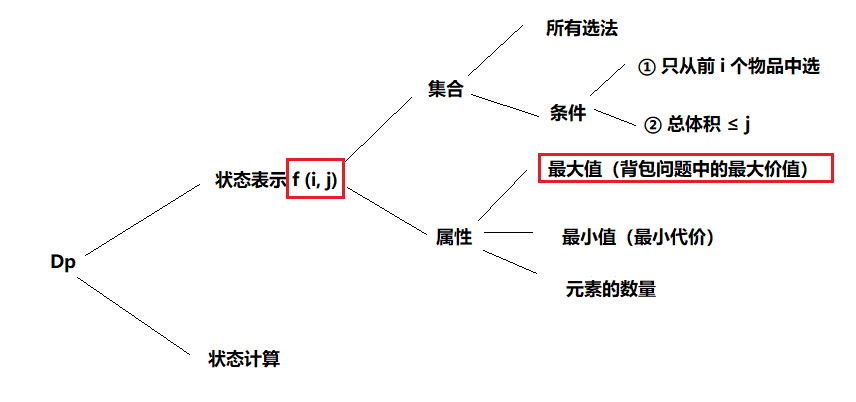 所有选法
集合
① 只从前 i 个物品中选
条件
② 总体积 ≤ j
状态表示 f (i, j)
最大值（背包问题中的最大价值）
属性
最小值（最小代价）
Dp
元素的数量
状态计算